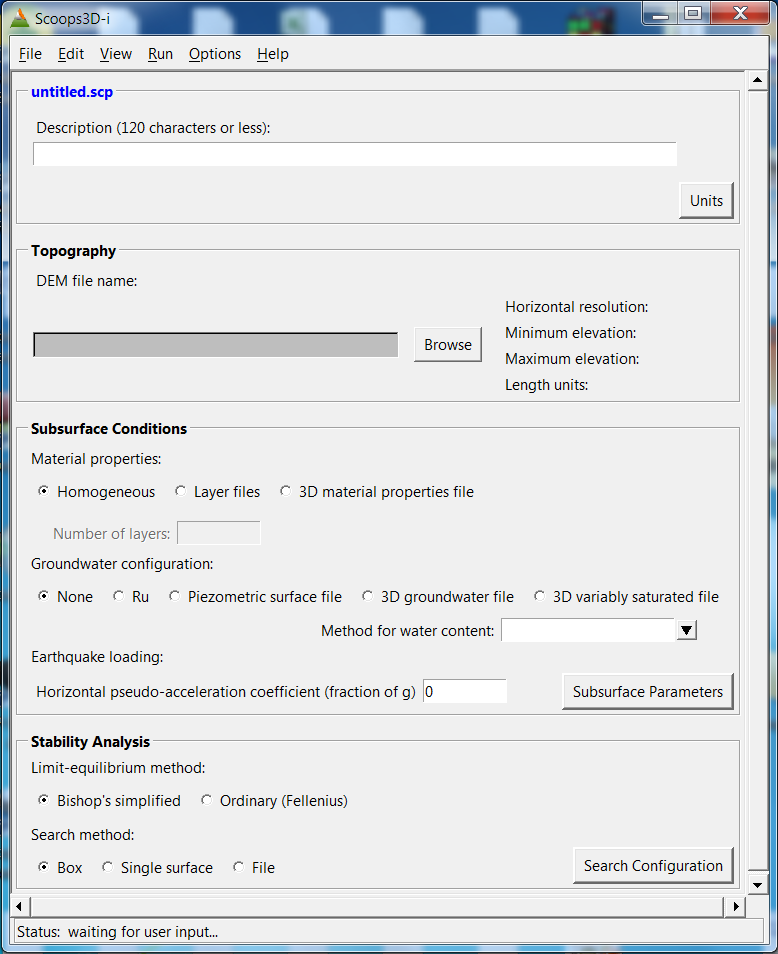 Scoops3D-i
File Edit View Run Options Help
untitled.scp
Description (120 characters or less):
Units
Topography
DEM file name:
Browse
Horizontal resolution:
Minimum elevation:
Maximum elevation:
Length units:
Subsurface Conditions
Material properties:
Homogeneous Layer files 3D material properties file
Number of layers:
Groundwater configuration:
None Ru Piezometric surface file 3D groundwater file 3D variably saturated file
Method for water content:
Earthquake loading:
Horizontal pseudo-acceleration coefficient (fraction of g) 0 Subsurface Parameters
Stability Analysis
Limit-equilibrium method:
Bishop's simplified Ordinary (Fellenius)
Search method:
Box Single surface File Search Configuration
Status: waiting for user input...